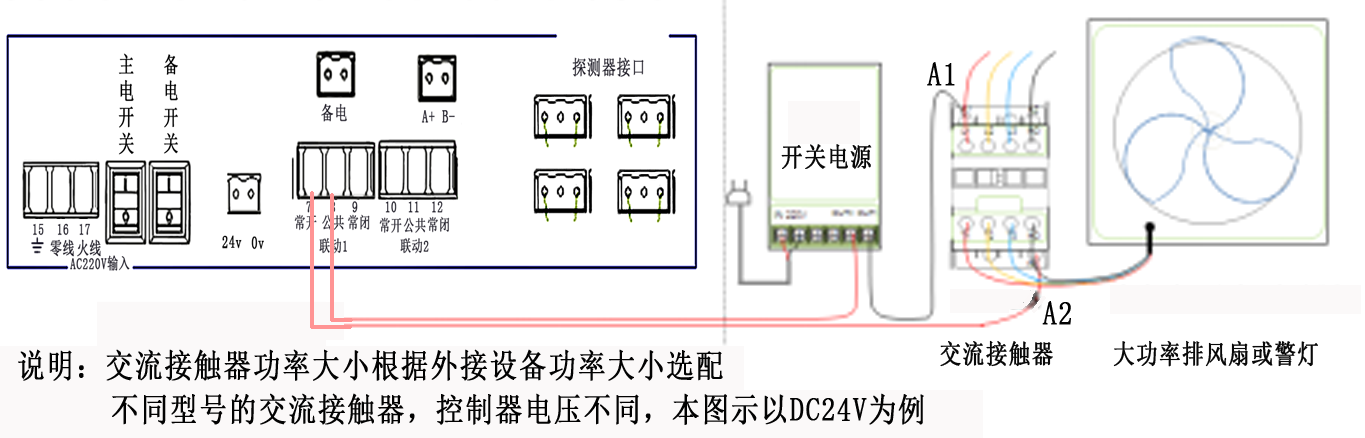 主电开关
备电开关
备电
A+ B-
探测器接口
15 16 17
零线 火线
AC220V输入
24v 0v
7 9
常开 公共 常闭
联动1
10 11 12
常开 公共 常闭
联动2
开关电源
A1
A2
交流接触器
大功率排风扇或警灯
说明：交流接触器功率大小根据外接设备功率大小选配
不同型号的交流接触器，控制器电压不同，本图示以DC24V为例